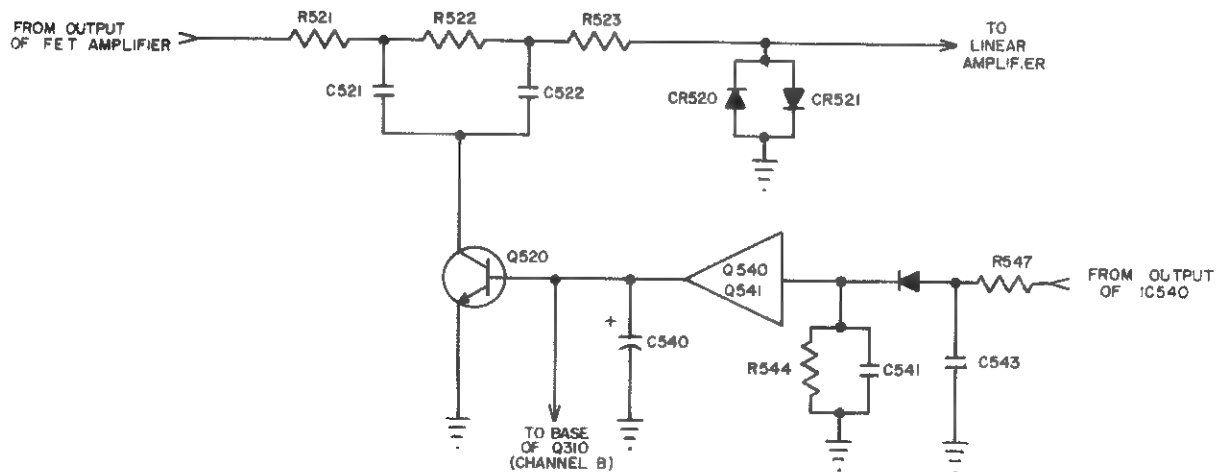 FROM OUTPUT
OF FET AMPLIFIER
R521
R522
R523
TO
LINEAR
AMPLIFIER
C521
C522
CR520
CR521
Q520
Q540
Q541
R547
FROM OUTPUT
OF IC540
+
C540
R544
C541
C543
TO BASE
OF Q310
(CHANNEL B)